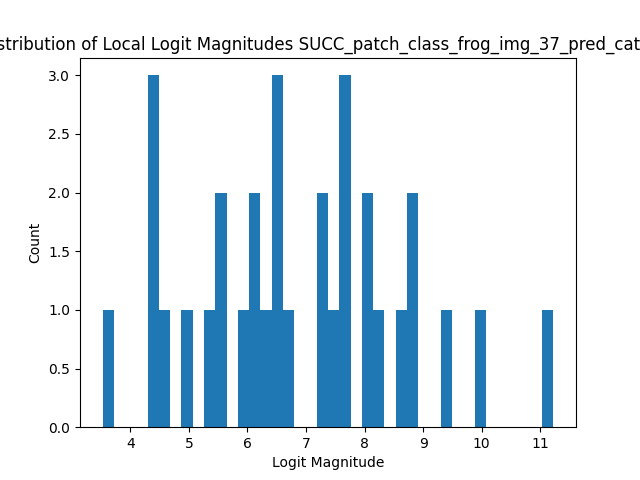 stribution of Local Logit Magnitudes SUCC_patch_class_frog_img_37_pred_cat
3.0
2.5
2.0
1.5
1.0
0.5
0.0
Count
4 5 6 7 8 9 10 11
Logit Magnitude